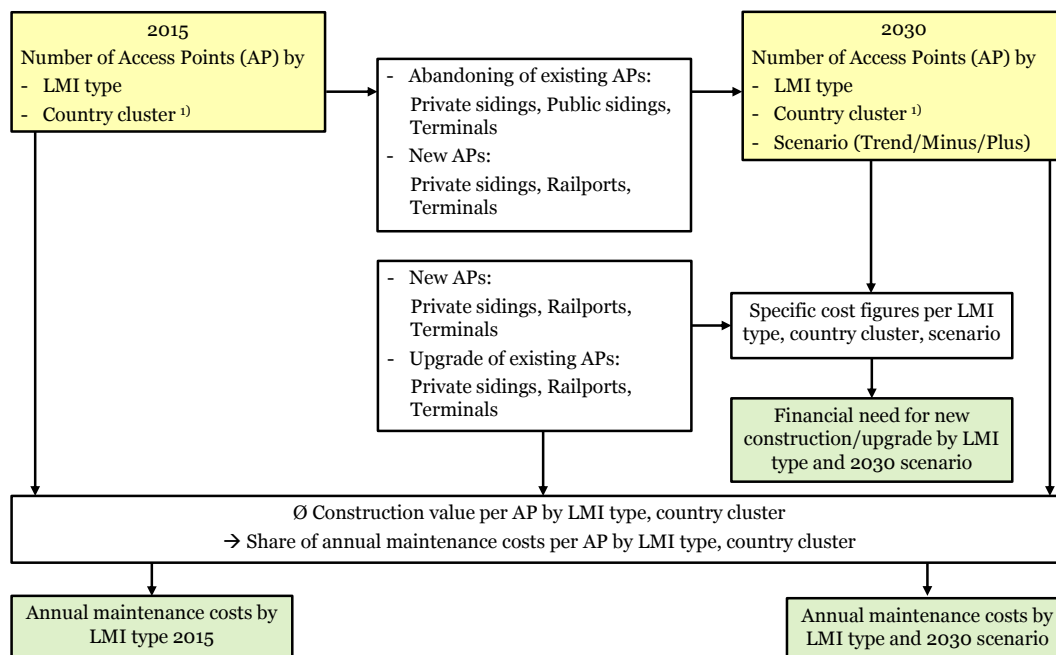 2015
Number of Access Points (AP) by
- LMI type
- Country cluster 1)
- Abandoning of existing APs:
Private sidings, Public sidings,
Terminals
- New APs:
Private sidings, Railports,
Terminals
2030
Number of Access Points (AP) by
- LMI type
- Country cluster 1)
- Scenario (Trend/Minus/Plus)
- New APs:
Private sidings, Railports,
Terminals
- Upgrade of existing APs:
Private sidings, Railports,
Terminals
Specific cost figures per LMI
type, country cluster, scenario
Financial need for new
construction/upgrade by LMI
type and 2030 scenario
Ø Construction value per AP by LMI type, country cluster
→ Share of annual maintenance costs per AP by LMI type, country cluster
Annual maintenance costs by
LMI type 2015
Annual maintenance costs by
LMI type and 2030 scenario